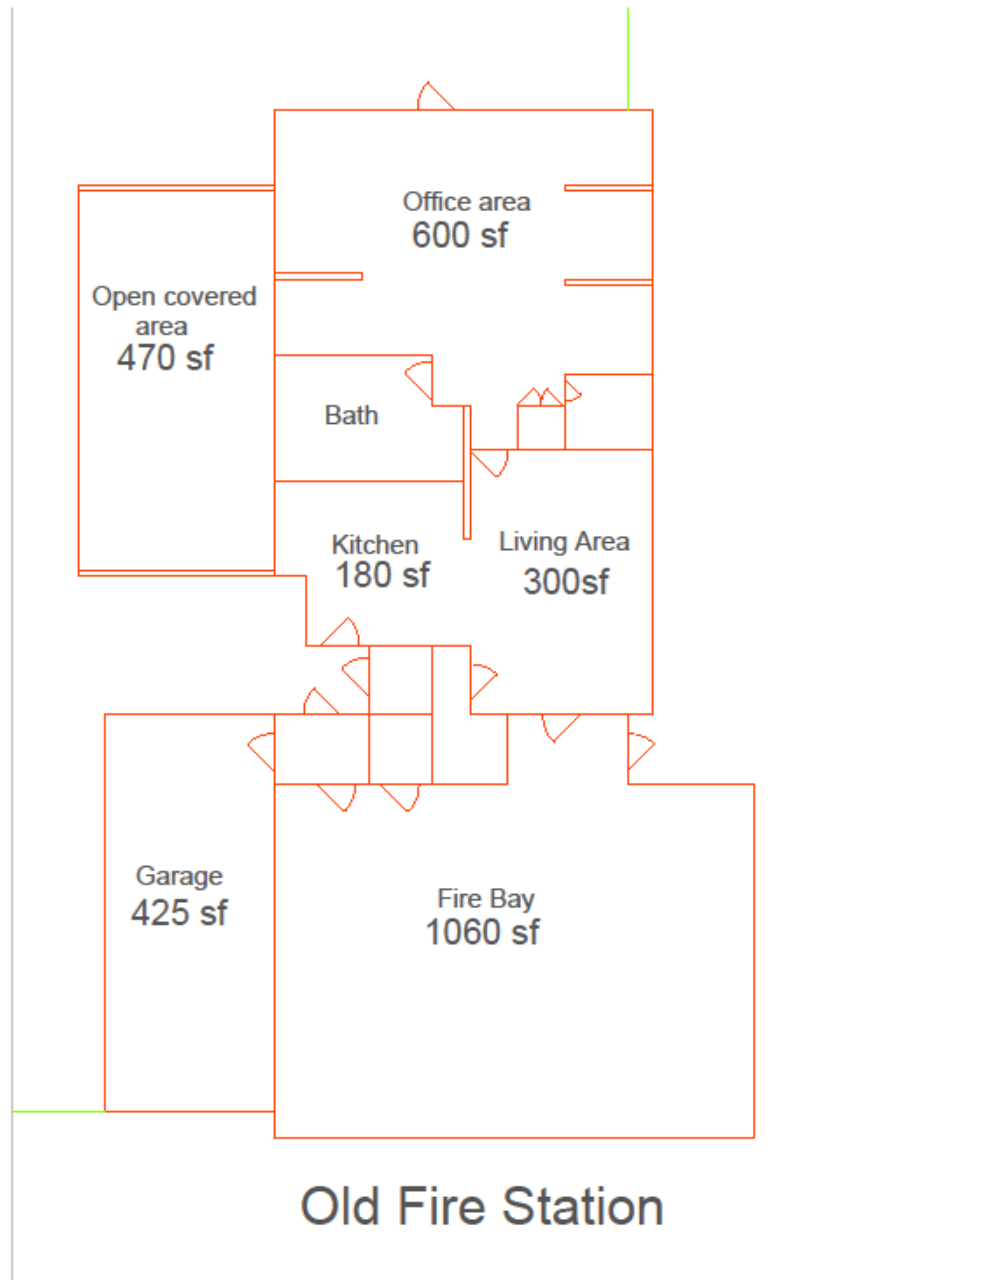 Office area
600 sf
Open covered
area
470 sf
Bath
Kitchen
180 sf
Living Area
300sf
Garage
425 sf
Fire Bay
1060 sf
Old Fire Station